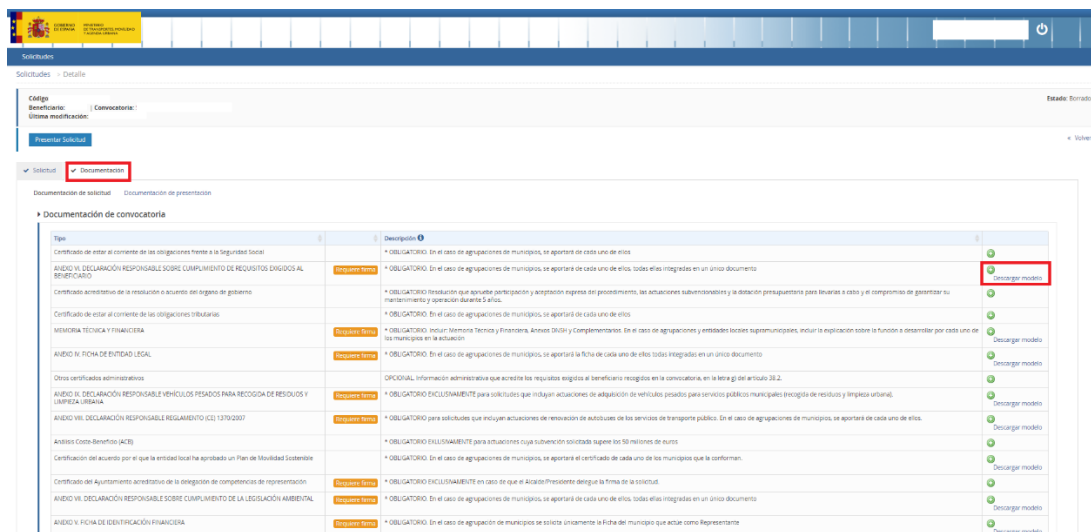 GOBIERNO DE ESPAÑA
MINISTERIO DE TRANSPORTES, MOVILIDAD Y AGENDA URBANA
Solicitudes
Solicitudes > Detalle
Código
Beneficiario: | Convocatoria:
Última modificación:
Estado: Borrado
Presentar Solicitud
« Volver
Solicitud
Documentación
Documentación de solicitud Documentación de presentación
Documentación de convocatoria
Tipo Descripción
Certificado de estar al corriente de las obligaciones frente a la Seguridad Social * OBLIGATORIO. En el caso de agrupaciones de municipios, se aportará de cada uno de ellos
ANEXO VI. DECLARACIÓN RESPONSABLE SOBRE CUMPLIMIENTO DE REQUISITOS EXIGIDOS AL BENEFICIARIO Requiere firma * OBLIGATORIO. En el caso de agrupaciones de municipios, se aportará de cada uno de ellos, todas ellas integradas en un único documento Descargar modelo
Certificado acreditativo de la resolución o acuerdo del órgano de gobierno * OBLIGATORIO Resolución que apruebe participación y aceptación expresa del procedimiento, las actuaciones subvencionables y la dotación presupuestaria para llevarlas a cabo y el compromiso de garantizar su mantenimiento y operación durante 5 años.
Certificado de estar al corriente de las obligaciones tributarias * OBLIGATORIO. En el caso de agrupaciones de municipios, se aportará de cada uno de ellos
MEMORIA TÉCNICA Y FINANCIERA Requiere firma * OBLIGATORIO. Incluir: Memoria Técnica y Financiera, Anexos DNSH y Complementarios. En el caso de agrupaciones y entidades locales supramunicipales, incluir la explicación sobre la función a desarrollar por cada uno de los municipios en la actuación Descargar modelo
ANEXO IV. FICHA DE ENTIDAD LEGAL Requiere firma * OBLIGATORIO. En el caso de agrupaciones de municipios, se aportará la ficha de cada uno de ellos todas integradas en un único documento Descargar modelo
Otros certificados administrativos OPCIONAL. Información administrativa que acredite los requisitos exigidos al beneficiario recogidos en la convocatoria, en la letra g) del artículo 38.2.
ANEXO IX. DECLARACIÓN RESPONSABLE VEHÍCULOS PESADOS PARA RECOGIDA DE RESIDUOS Y LIMPIEZA URBANA Requiere firma * OBLIGATORIO EXCLUSIVAMENTE para solicitudes que incluyan actuaciones de adquisición de vehículos pesados para servicios públicos municipales (recogida de residuos y limpieza urbana). Descargar modelo
ANEXO VIII. DECLARACIÓN RESPONSABLE REGLAMENTO (CE) 1370/2007 Requiere firma * OBLIGATORIO para solicitudes que incluyan actuaciones de renovación de autobuses de los servicios de transporte público. En el caso de agrupaciones de municipios, se aportará de cada uno de ellos. Descargar modelo
Análisis Coste-Beneficio (ACB) * OBLIGATORIO EXLUSIVAMENTE para actuaciones cuya subvención solicitada supere los 50 millones de euros
Certificación del acuerdo por el que la entidad local ha aprobado un Plan de Movilidad Sostenible * OBLIGATORIO. En el caso de agrupaciones de municipios, se aportará el certificado de cada uno de los municipios que la conforman. Descargar modelo
Certificado del Ayuntamiento acreditativo de la delegación de competencias de representación Requiere firma * OBLIGATORIO EXCLUSIVAMENTE en caso de que el Alcalde/Presidente delegue la firma de la solicitud.
ANEXO VII. DECLARACIÓN RESPONSABLE SOBRE CUMPLIMIENTO DE LA LEGISLACIÓN AMBIENTAL Requiere firma * OBLIGATORIO. En el caso de agrupaciones de municipios, se aportará de cada uno de ellos, todas ellas integradas en un único documento Descargar modelo
ANEXO V. FICHA DE IDENTIFICACIÓN FINANCIERA Requiere firma * OBLIGATORIO. En el caso de agrupación de municipios se solicita únicamente la Ficha del municipio que actue como Representante Descargar modelo